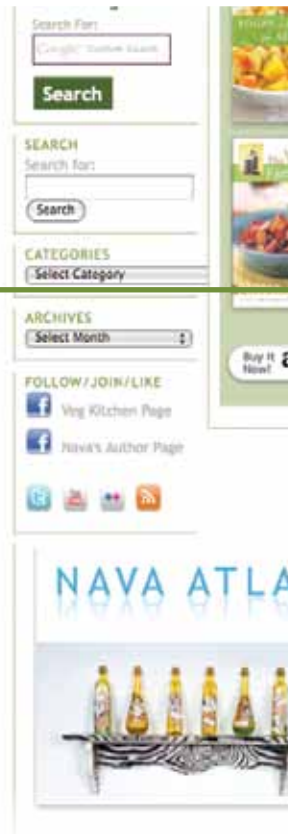 Search For:
Google Custom Search
Search
SEARCH
Search for:
Search
CATEGORIES
Select Category
ARCHIVES
Select Month
Buy it
Now!
FOLLOW/JOIN/LIKE
Veg Kitchen Page
Nava's Author Page
NAVA ATLA